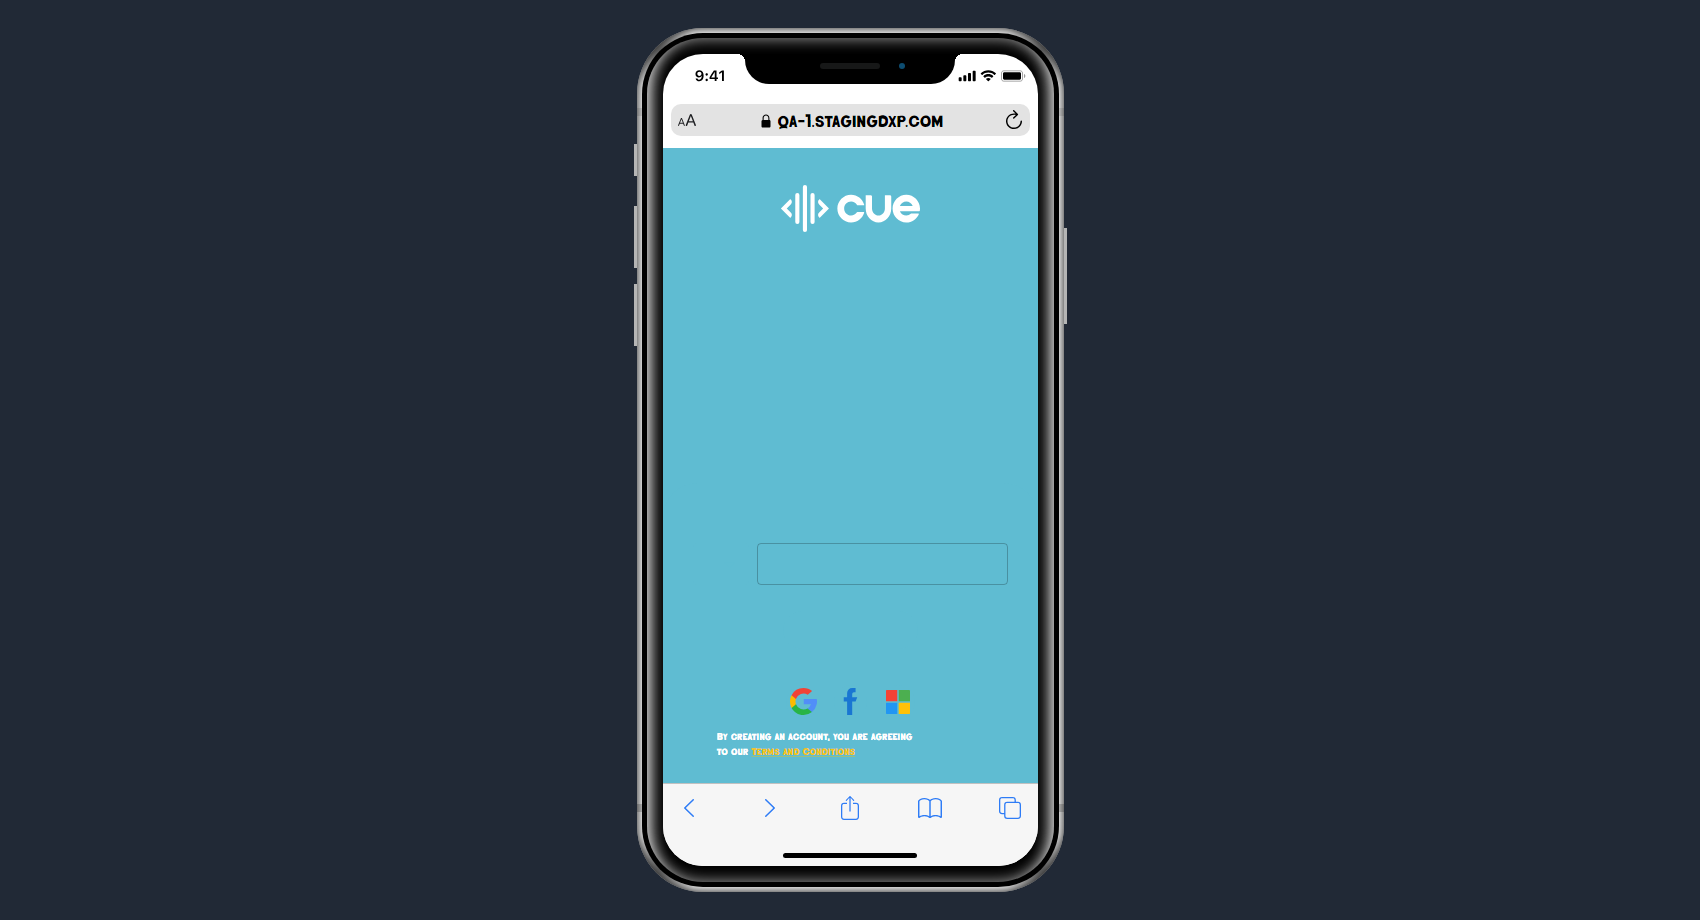 9:41
AA
QA-1.STAGINGDXP.COM
cue
By creating an account, you are agreeing
to our Terms and Conditions